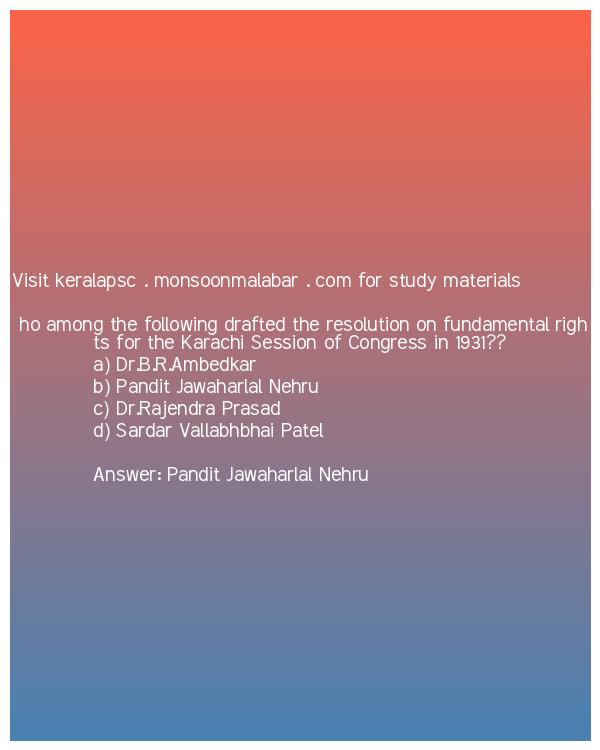 Visit keralapsc . monsoonmalabar . com for study materials
ho among the following drafted the resolution on fundamental righ
ts for the Karachi Session of Congress in 1931??
a) Dr.B.R.Ambedkar
b) Pandit Jawaharlal Nehru
c) Dr.Rajendra Prasad
d) Sardar Vallabhbhai Patel
Answer: Pandit Jawaharlal Nehru